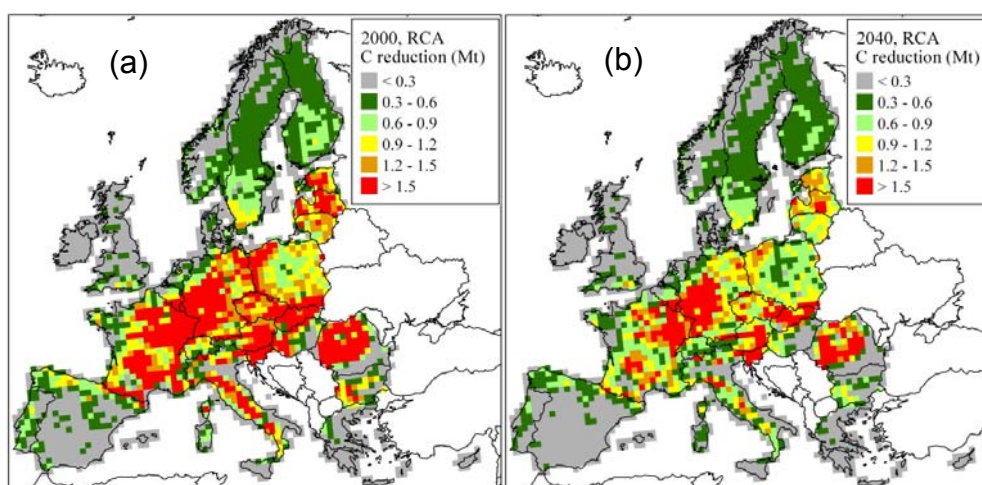 (a)
2000, RCA
C reduction (Mt)
< 0.3
0.3 - 0.6
0.6 - 0.9
0.9 - 1.2
1.2 - 1.5
> 1.5
(b)
2040, RCA
C reduction (Mt)
< 0.3
0.3 - 0.6
0.6 - 0.9
0.9 - 1.2
1.2 - 1.5
> 1.5